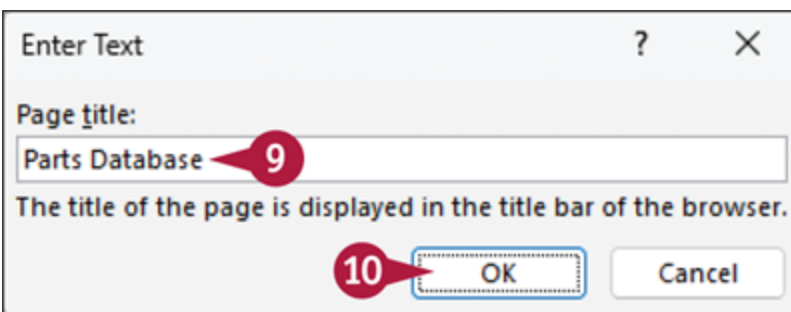 Enter Text ? ×
Page title:
Parts Database 9
The title of the page is displayed in the title bar of the browser.
10 OK Cancel